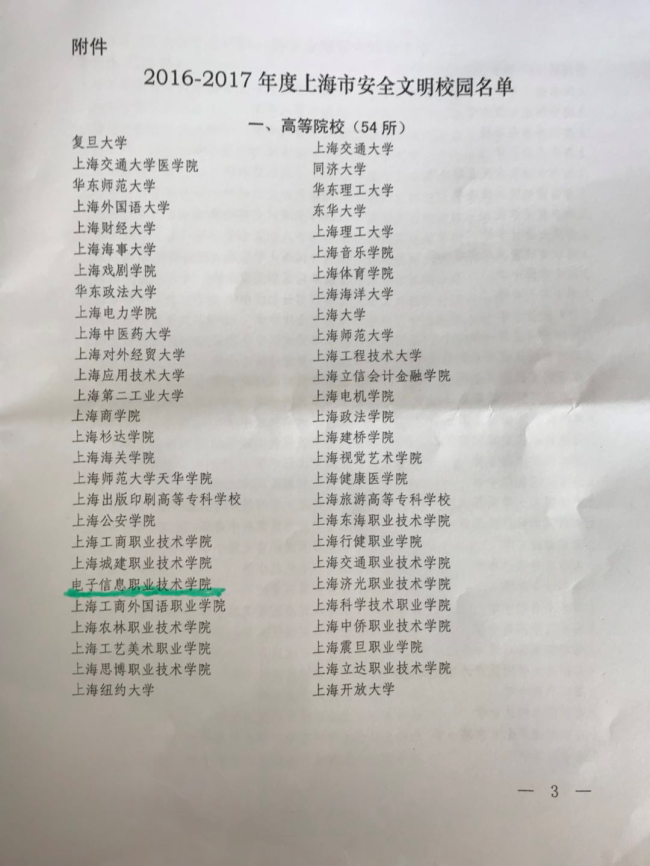 附件
2016-2017 年度上海市安全文明校园名单
一、高等院校（54 所）
复旦大学
上海交通大学
上海交通大学医学院
同济大学
华东师范大学
华东理工大学
上海外国语大学
东华大学
上海财经大学
上海理工大学
上海海事大学
上海音乐学院
上海戏剧学院
上海体育学院
华东政法大学
上海海洋大学
上海电力学院
上海大学
上海中医药大学
上海师范大学
上海对外经贸大学
上海工程技术大学
上海应用技术大学
上海立信会计金融学院
上海第二工业大学
上海电机学院
上海商学院
上海政法学院
上海杉达学院
上海建桥学院
上海海关学院
上海视觉艺术学院
上海师范大学天华学院
上海健康医学院
上海出版印刷高等专科学校
上海旅游高等专科学校
上海公安学院
上海东海职业技术学院
上海工商职业技术学院
上海行健职业学院
上海城建职业技术学院
上海交通职业技术学院
电子信息职业技术学院
上海济光职业技术学院
上海工商外国语职业学院
上海科学技术职业学院
上海农林职业技术学院
上海中侨职业技术学院
上海工艺美术职业学院
上海震旦职业学院
上海思博职业技术学院
上海立达职业技术学院
上海纽约大学
上海开放大学
— 3 —